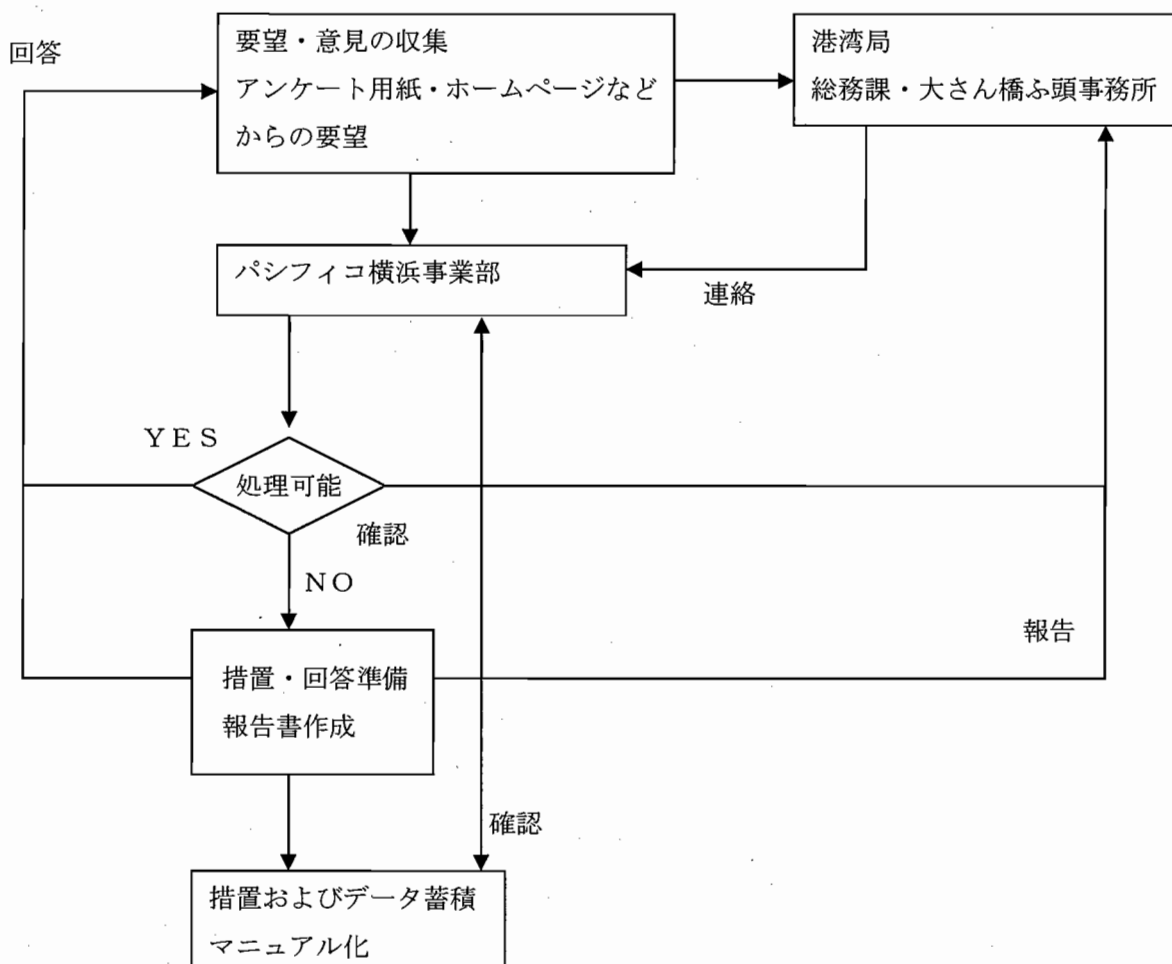 回答
要望・意見の収集
アンケート用紙・ホームページなど
からの要望
港湾局
総務課・大さん橋ふ頭事務所
パシフィコ横浜事業部
連絡
ＹＥＳ
処理可能
確認
ＮＯ
報告
措置・回答準備
報告書作成
確認
措置およびデータ蓄積
マニュアル化